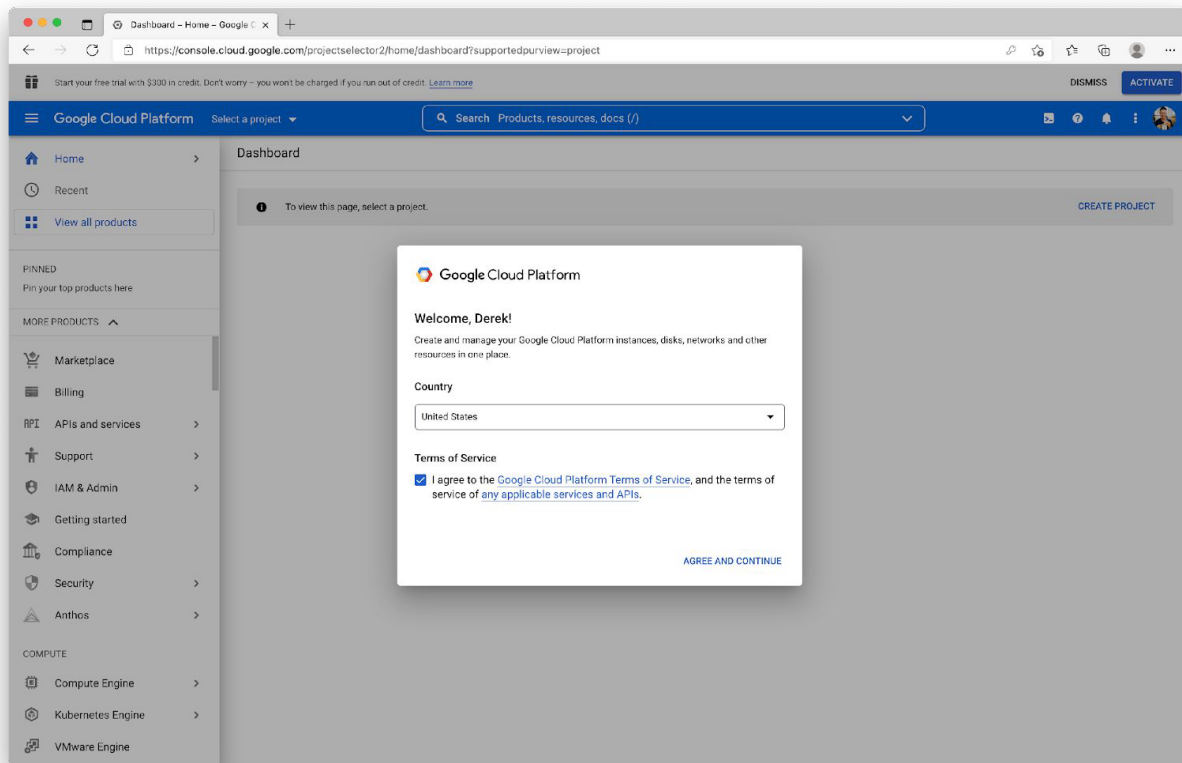 Dashboard – Home – Google C
https://console.cloud.google.com/projectselector2/home/dashboard?supportedpurview=project
Start your free trial with $300 in credit. Don't worry – you won't be charged if you run out of credit. Learn more
DISMISS
ACTIVATE
Google Cloud Platform
Select a project
Search Products, resources, docs (/)
Home
Recent
View all products
PINNED
Pin your top products here
MORE PRODUCTS
Marketplace
Billing
API APIs and services
Support
IAM & Admin
Getting started
Compliance
Security
Anthos
COMPUTE
Compute Engine
Kubernetes Engine
VMware Engine
Dashboard
To view this page, select a project.
CREATE PROJECT
Google Cloud Platform
Welcome, Derek!
Create and manage your Google Cloud Platform instances, disks, networks and other
resources in one place.
Country
United States
Terms of Service
I agree to the Google Cloud Platform Terms of Service, and the terms of
service of any applicable services and APIs.
AGREE AND CONTINUE